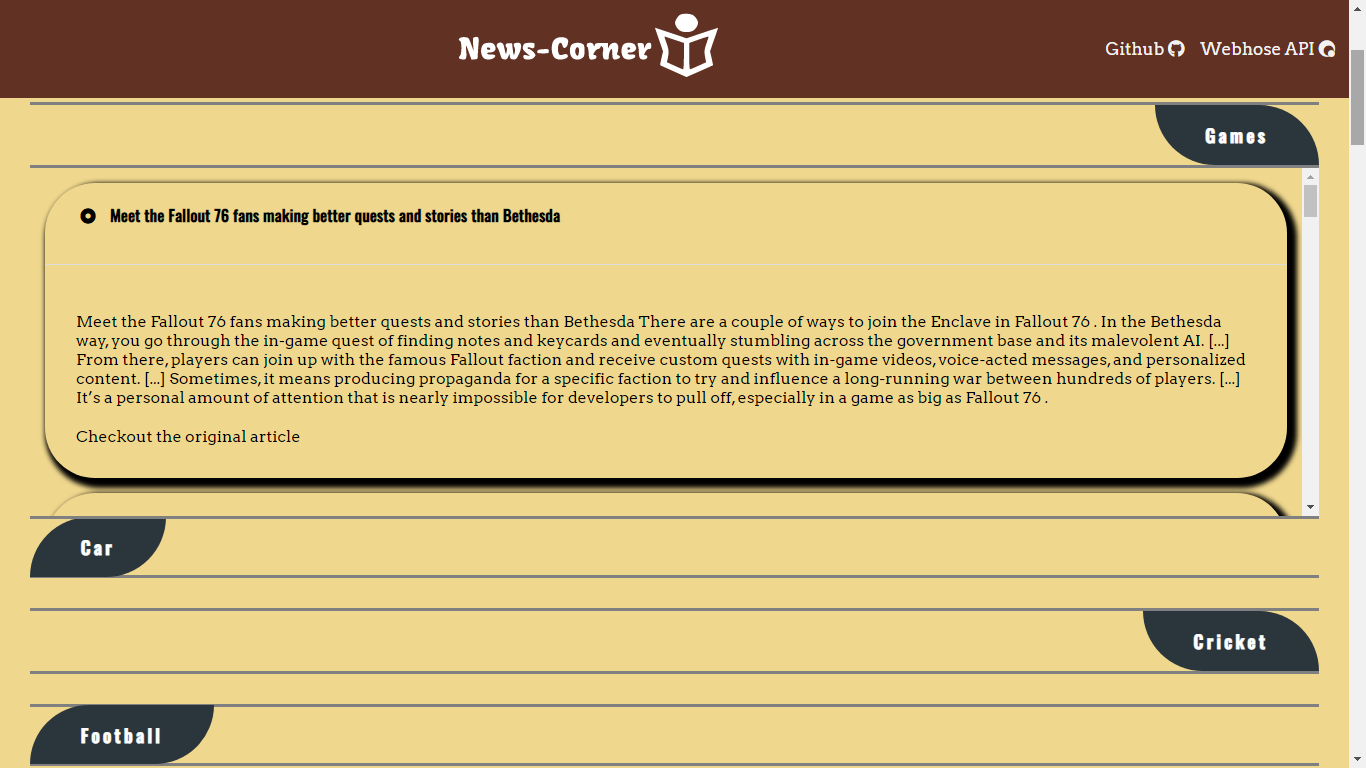 News-Corner
Github
Webhose API
Games
Meet the Fallout 76 fans making better quests and stories than Bethesda
Meet the Fallout 76 fans making better quests and stories than Bethesda There are a couple of ways to join the Enclave in Fallout 76 . In the Bethesda
way, you go through the in-game quest of finding notes and keycards and eventually stumbling across the government base and its malevolent AI. [...]
From there, players can join up with the famous Fallout faction and receive custom quests with in-game videos, voice-acted messages, and personalized
content. [...] Sometimes, it means producing propaganda for a specific faction to try and influence a long-running war between hundreds of players. [...]
It’s a personal amount of attention that is nearly impossible for developers to pull off, especially in a game as big as Fallout 76 .
Checkout the original article
Car
Cricket
Football